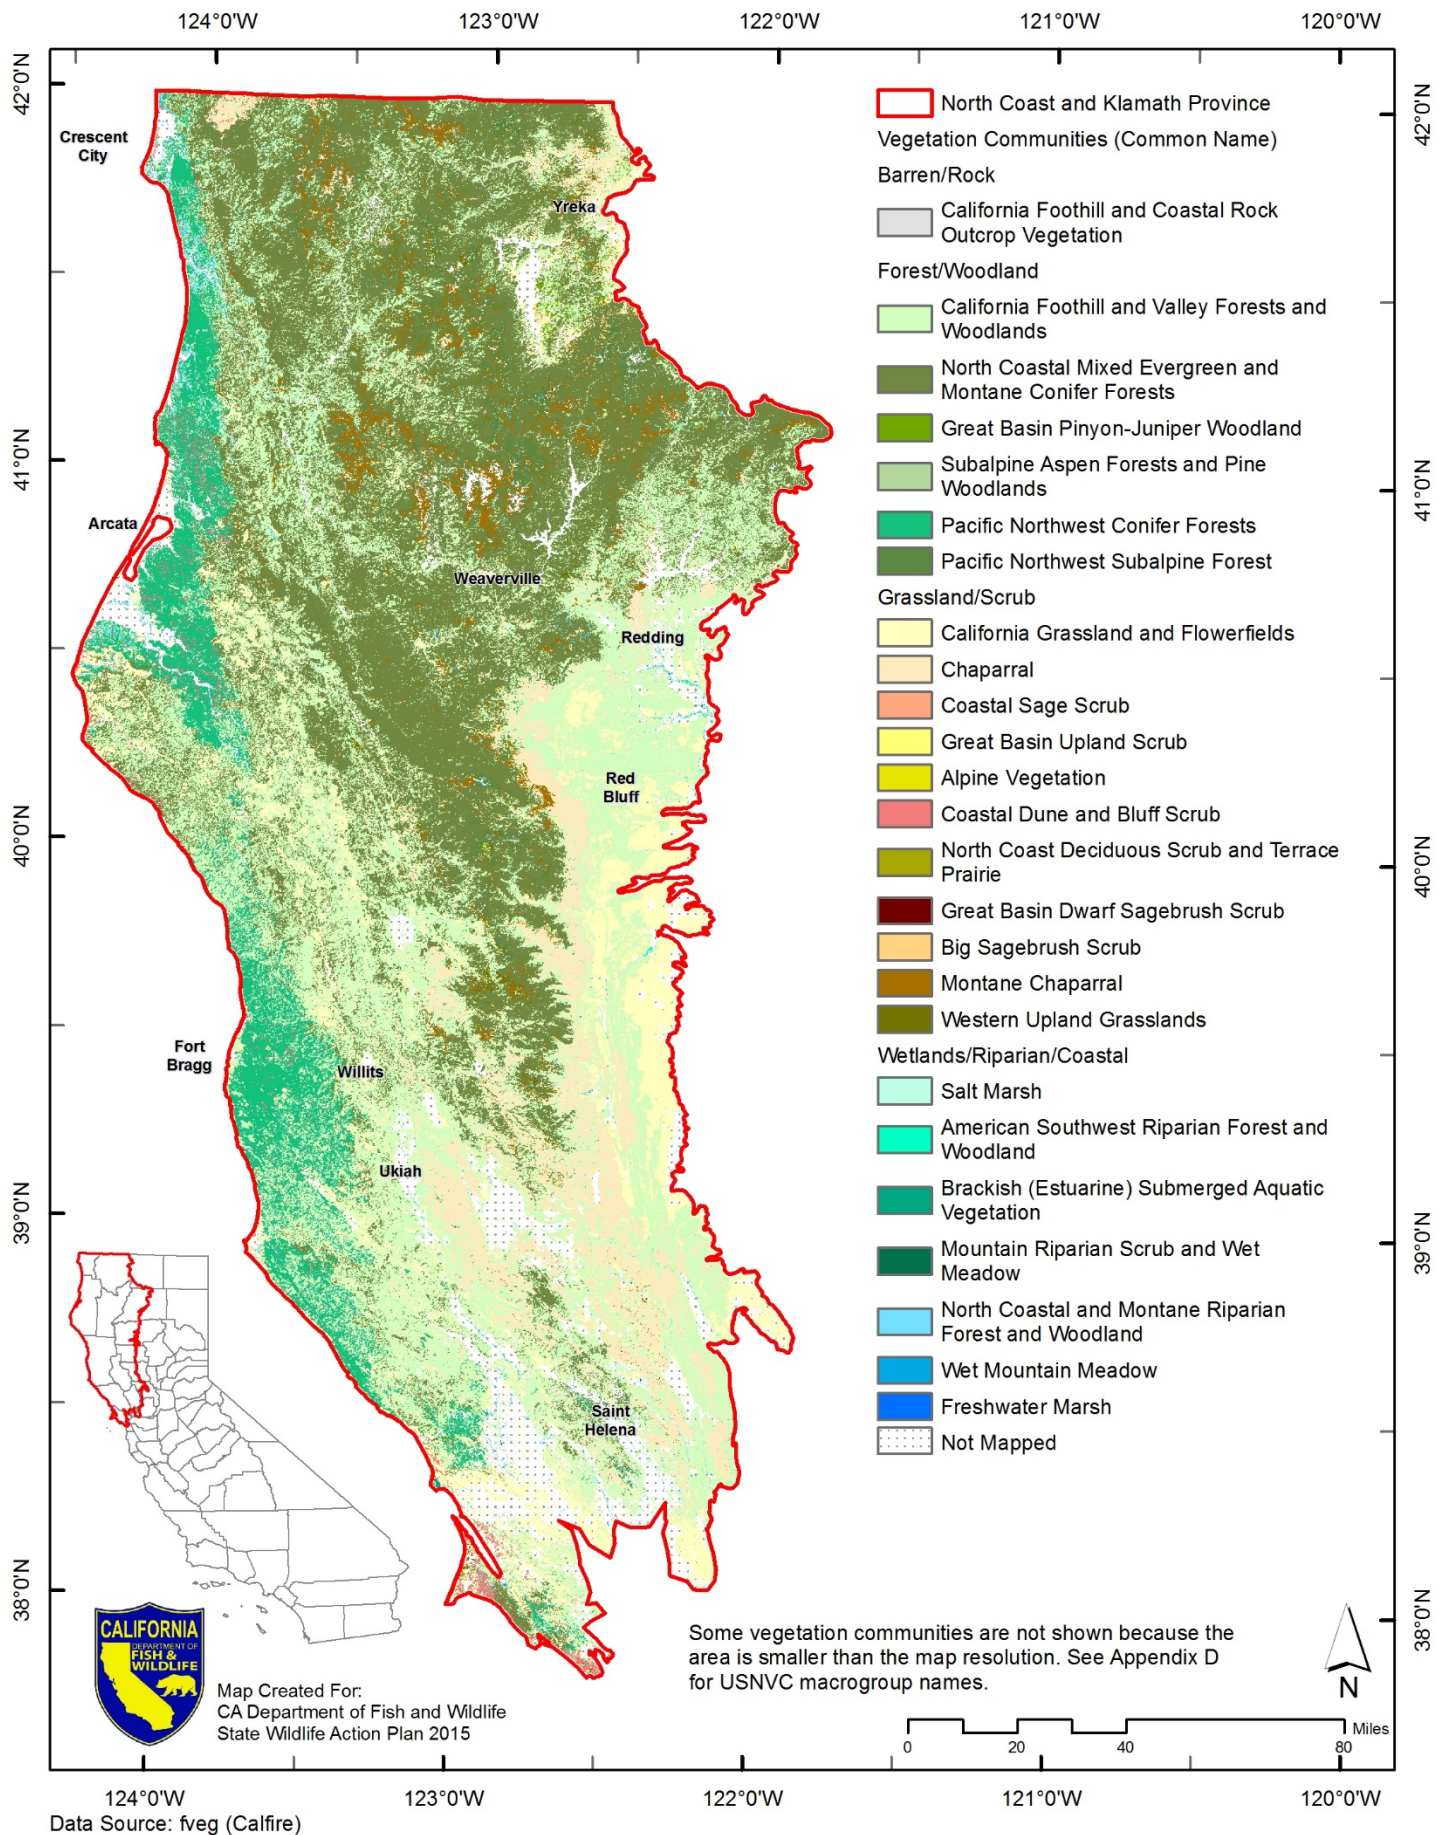 124°0'W 123°0'W 122°0'W 121°0'W 120°0'W
42°0'N
41°0'N
40°0'N
39°0'N
38°0'N
42°0'N
41°0'N
40°0'N
39°0'N
38°0'N
Crescent
City
Yreka
Arcata
Weaverville
Redding
Red
Bluff
Fort
Bragg
Willits
Ukiah
Saint
Helena
North Coast and Klamath Province
Vegetation Communities (Common Name)
Barren/Rock
California Foothill and Coastal Rock
Outcrop Vegetation
Forest/Woodland
California Foothill and Valley Forests and
Woodlands
North Coastal Mixed Evergreen and
Montane Conifer Forests
Great Basin Pinyon-Juniper Woodland
Subalpine Aspen Forests and Pine
Woodlands
Pacific Northwest Conifer Forests
Pacific Northwest Subalpine Forest
Grassland/Scrub
California Grassland and Flowerfields
Chaparral
Coastal Sage Scrub
Great Basin Upland Scrub
Alpine Vegetation
Coastal Dune and Bluff Scrub
North Coast Deciduous Scrub and Terrace
Prairie
Great Basin Dwarf Sagebrush Scrub
Big Sagebrush Scrub
Montane Chaparral
Western Upland Grasslands
Wetlands/Riparian/Coastal
Salt Marsh
American Southwest Riparian Forest and
Woodland
Brackish (Estuarine) Submerged Aquatic
Vegetation
Mountain Riparian Scrub and Wet
Meadow
North Coastal and Montane Riparian
Forest and Woodland
Wet Mountain Meadow
Freshwater Marsh
Not Mapped
CALIFORNIA
DEPARTMENT OF
FISH &
WILDLIFE
Map Created For:
CA Department of Fish and Wildlife
State Wildlife Action Plan 2015
Some vegetation communities are not shown because the
area is smaller than the map resolution. See Appendix D
for USNVC macrogroup names.
N
Miles
0 20 40 80
124°0'W 123°0'W 122°0'W 121°0'W 120°0'W
Data Source: fveg (Calfire)